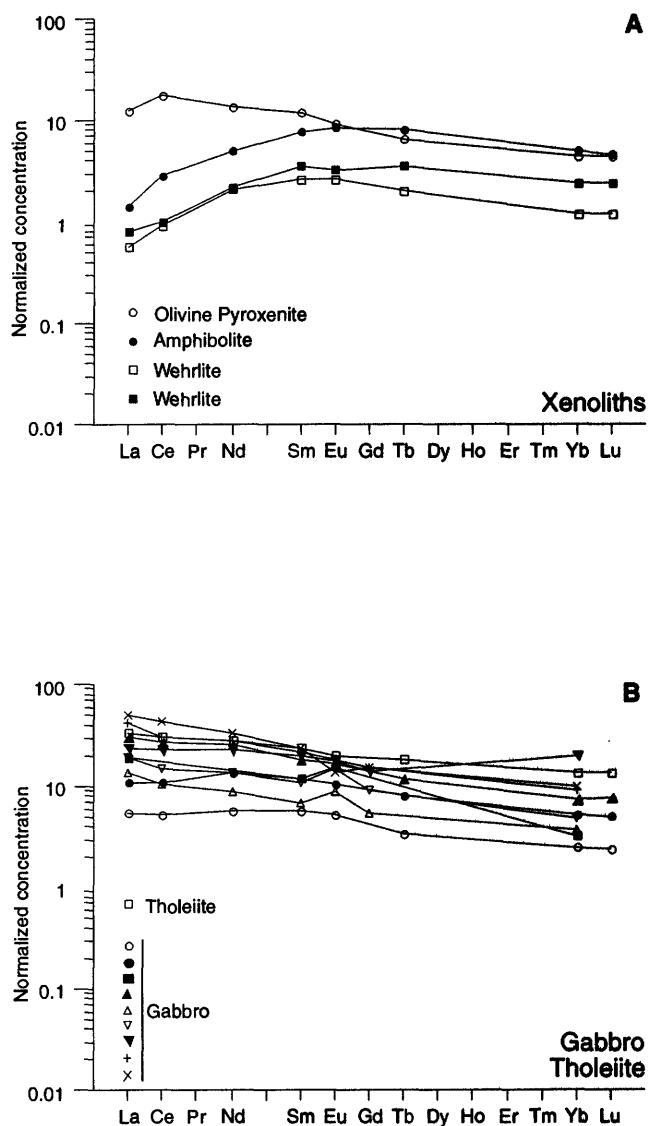 A
100
10
1
0.1
0.01
Normalized concentration
Olivine Pyroxenite
Amphibolite
Wehrlite
Wehrlite
Xenoliths
La Ce Pr Nd Sm Eu Gd Tb Dy Ho Er Tm Yb Lu
B
100
10
1
0.1
0.01
Normalized concentration
Tholeiite
Gabbro
Gabbro
Tholeiite
La Ce Pr Nd Sm Eu Gd Tb Dy Ho Er Tm Yb Lu